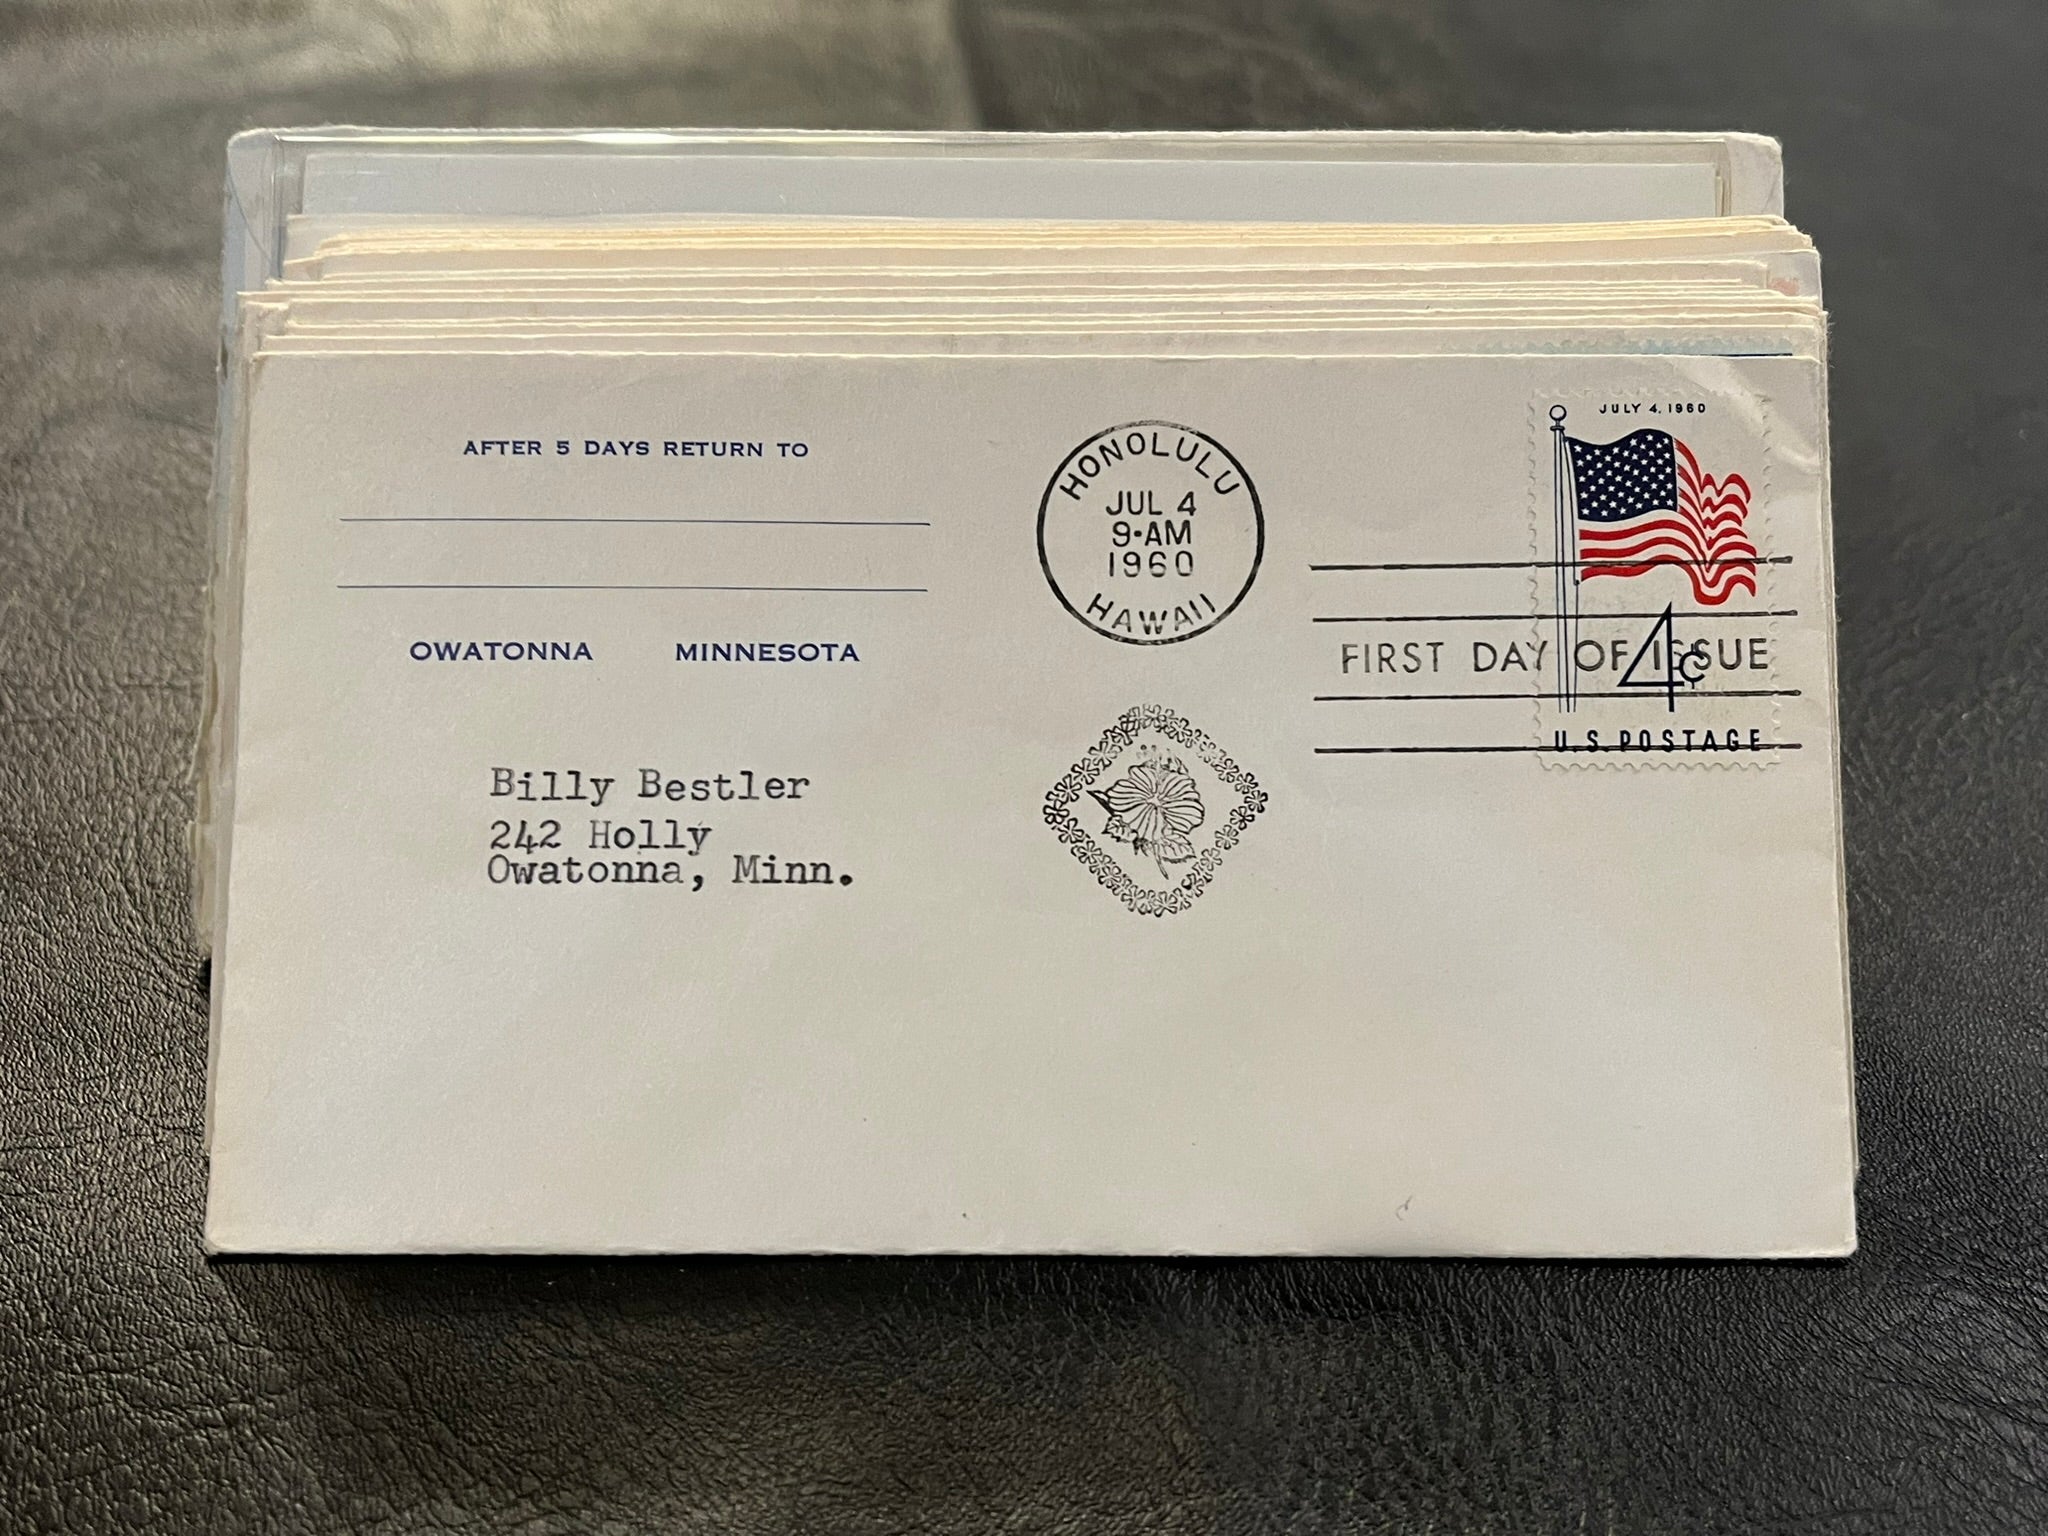 AFTER 5 DAYS RETURN TO
OWATONNA MINNESOTA
Billy Bestler
242 Holly
Owatonna, Minn.
HONOLULU
JUL 4
9•AM
1960
HAWAII
JULY 4, 1960
FIRST DAY OF ISSUE
4¢
U.S. POSTAGE